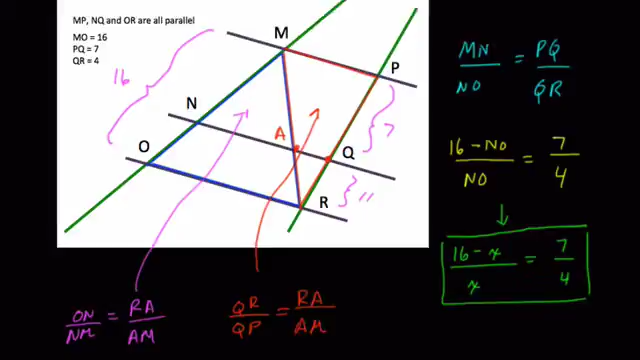 MP, NQ and OR are all parallel
MO = 16
PQ = 7
QR = 4
M
P
16
N
7
A
Q
O
11
R
MN/NO = PQ/QR
16 - NO/NO = 7/4
16 - x/x = 7/4
ON/NM = RA/AM
QR/QP = RA/AM